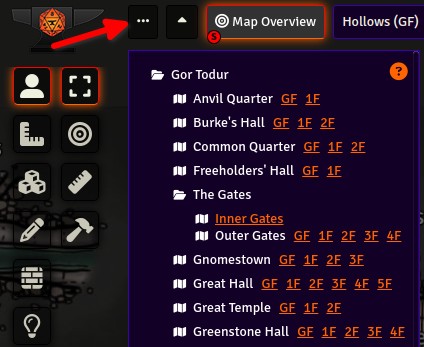 Map Overview
Hollows (GF)
S
Gor Todur
?
Anvil Quarter GF 1F
Burke's Hall GF 1F 2F
Common Quarter GF 1F 2F
Freeholders' Hall GF 1F
The Gates
Inner Gates
Outer Gates GF 1F 2F 3F 4F
Gnomestown GF 1F 2F 3F
Great Hall GF 1F 2F 3F 4F 5F
Great Temple GF 1F 2F
Greenstone Hall GF 1F 2F 3F 4F